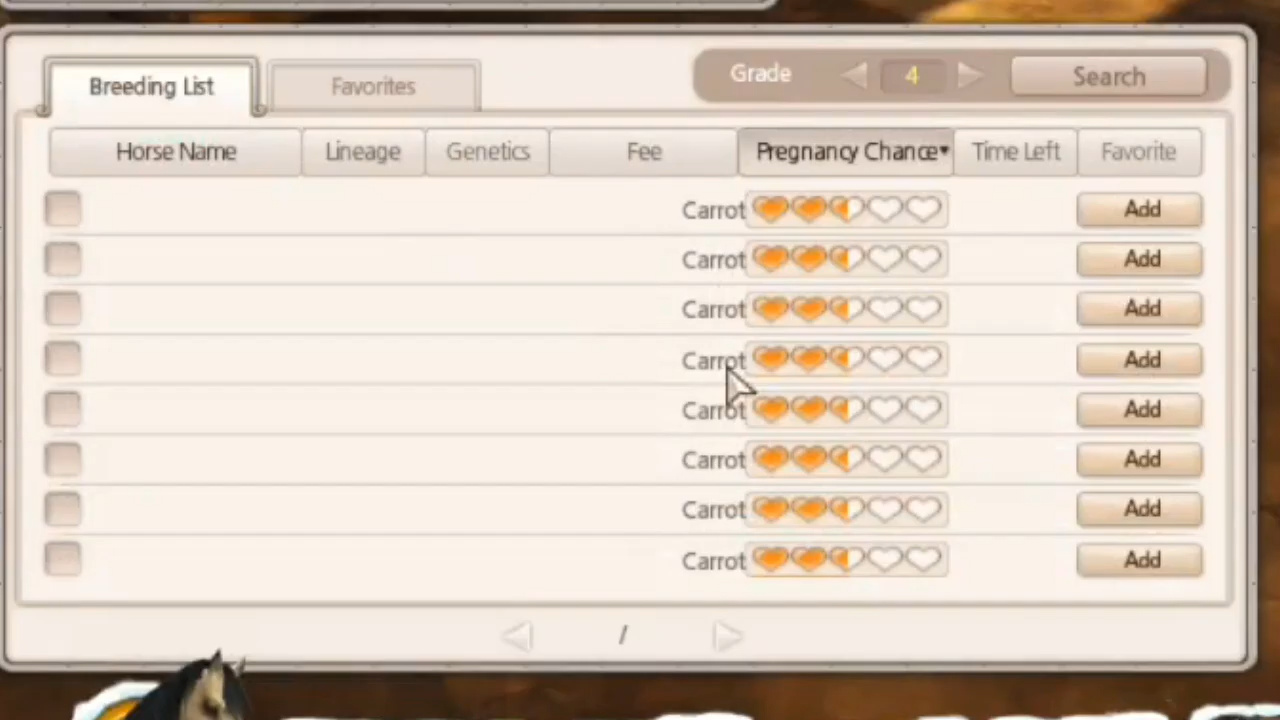 Breeding List Favorites Grade 4 Search
Horse Name Lineage Genetics Fee Pregnancy Chance▾ Time Left Favorite
Carrot Add
Carrot Add
Carrot Add
Carrot Add
Carrot Add
Carrot Add
Carrot Add
Carrot Add
/